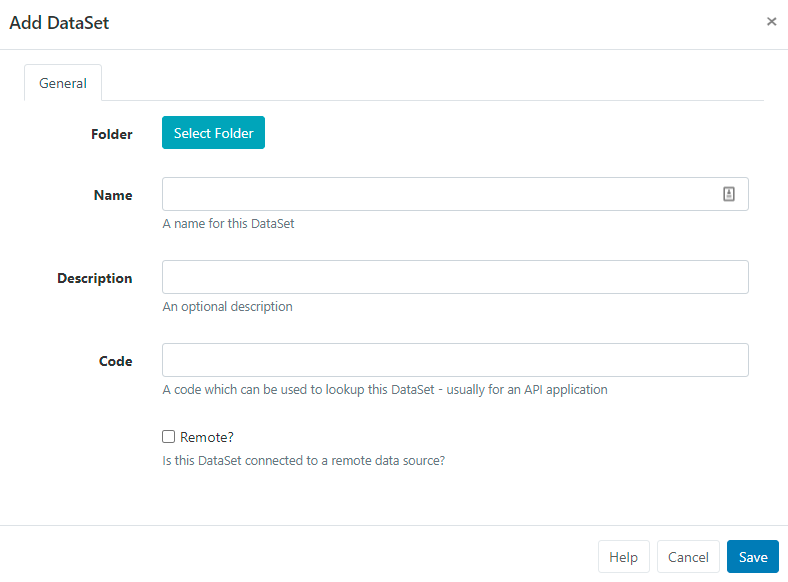 Add DataSet
×
General
Folder
Select Folder
Name
A name for this DataSet
Description
An optional description
Code
A code which can be used to lookup this DataSet - usually for an API application
Remote?
Is this DataSet connected to a remote data source?
Help
Cancel
Save